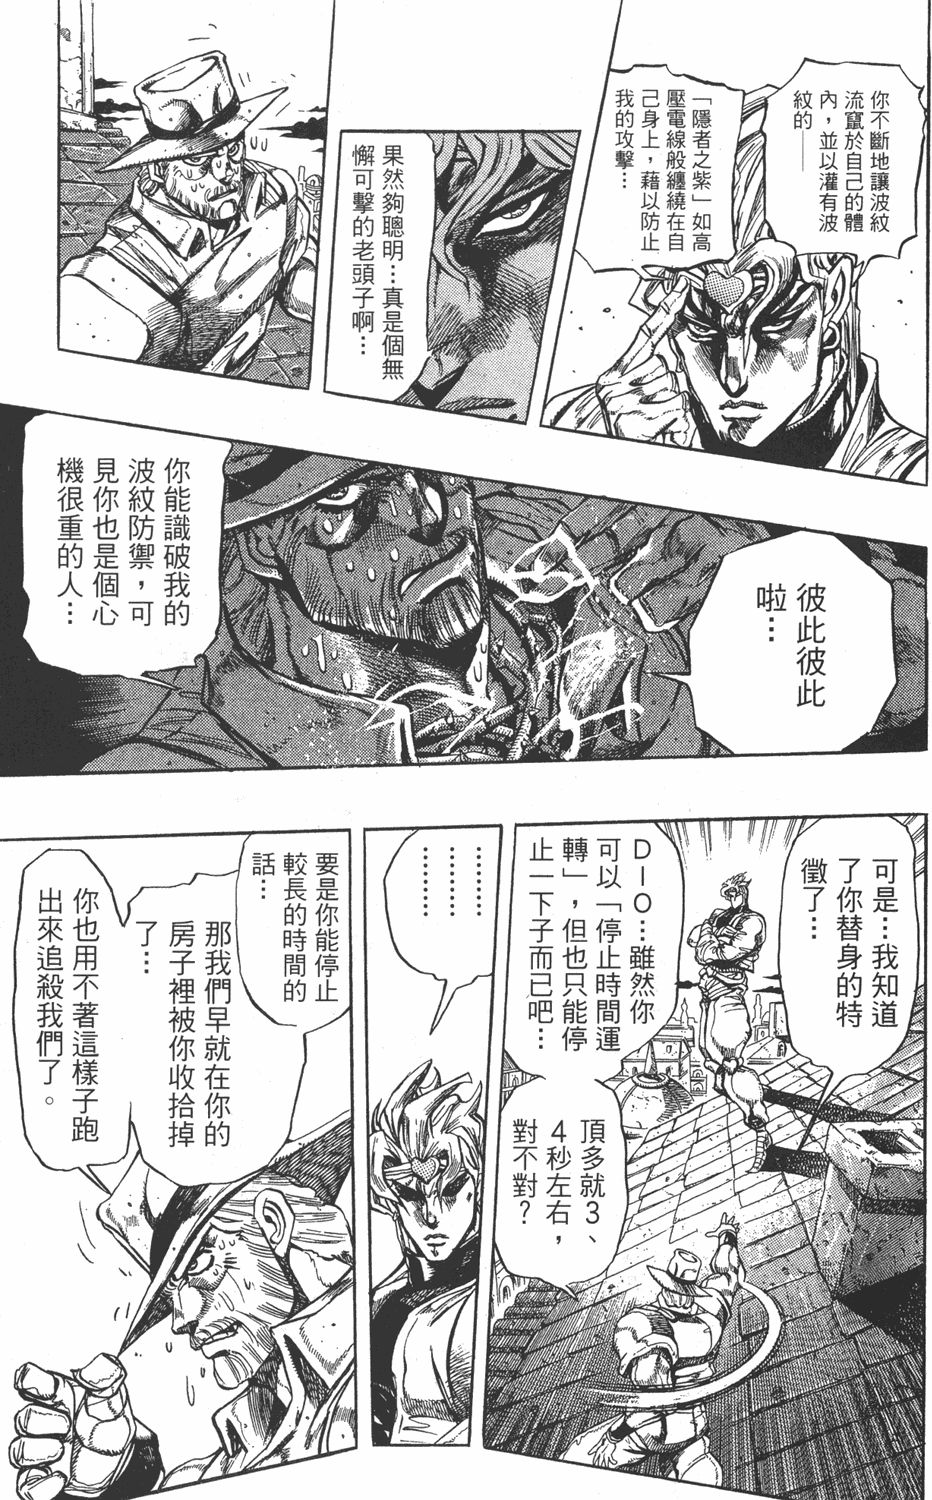 你不斷地讓波紋
流竄於自己的體
內，並以灌有波
紋的——
「隱者之紫」如高
壓電線般纏繞在自
己身上，藉以防止
我的攻擊…
果然夠聰明…真是個無
懈可擊的老頭子啊…
彼此彼此
啦…
你能識破我的
波紋防禦，可
見你也是個心
機很重的人…
可是…我知道
了你替身的特
徵了…
DIO…雖然你
可以「停止時間運
轉」，但也只能停
止一下子而已吧…
頂多就3、
4秒左右，
對不對？
………
………
要是你能停止
較長的時間的
話…
那我們早就在你的
房子裡被你收拾掉
了…
你也用不著這樣子跑
出來追殺我們了。